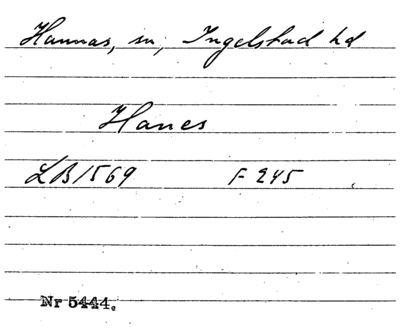 Hannas, sn, Ingelstad hd
Hanes
LB 1569 F 245
Nr 5444.